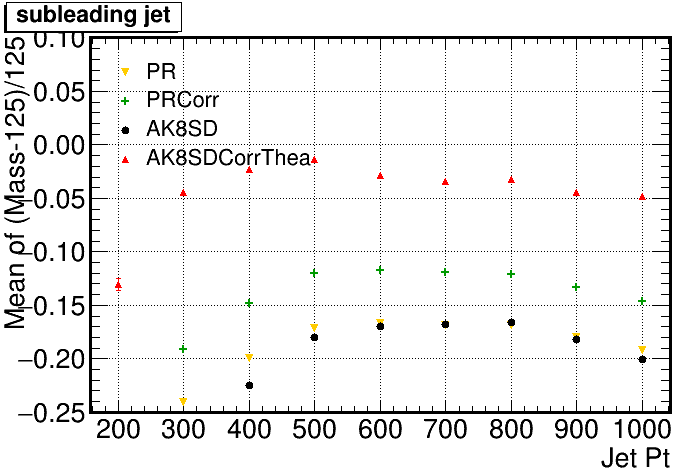 subleading jet
Mean of (Mass-125)/125
0.10
0.05
0.00
−0.05
−0.10
−0.15
−0.20
−0.25
PR
PRCorr
AK8SD
AK8SDCorrThea
200 300 400 500 600 700 800 900 1000
Jet Pt